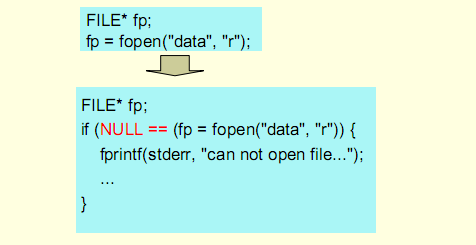 FILE* fp;
fp = fopen("data", "r");
FILE* fp;
if (NULL == (fp = fopen("data", "r")) {
fprintf(stderr, "can not open file...");
...
}